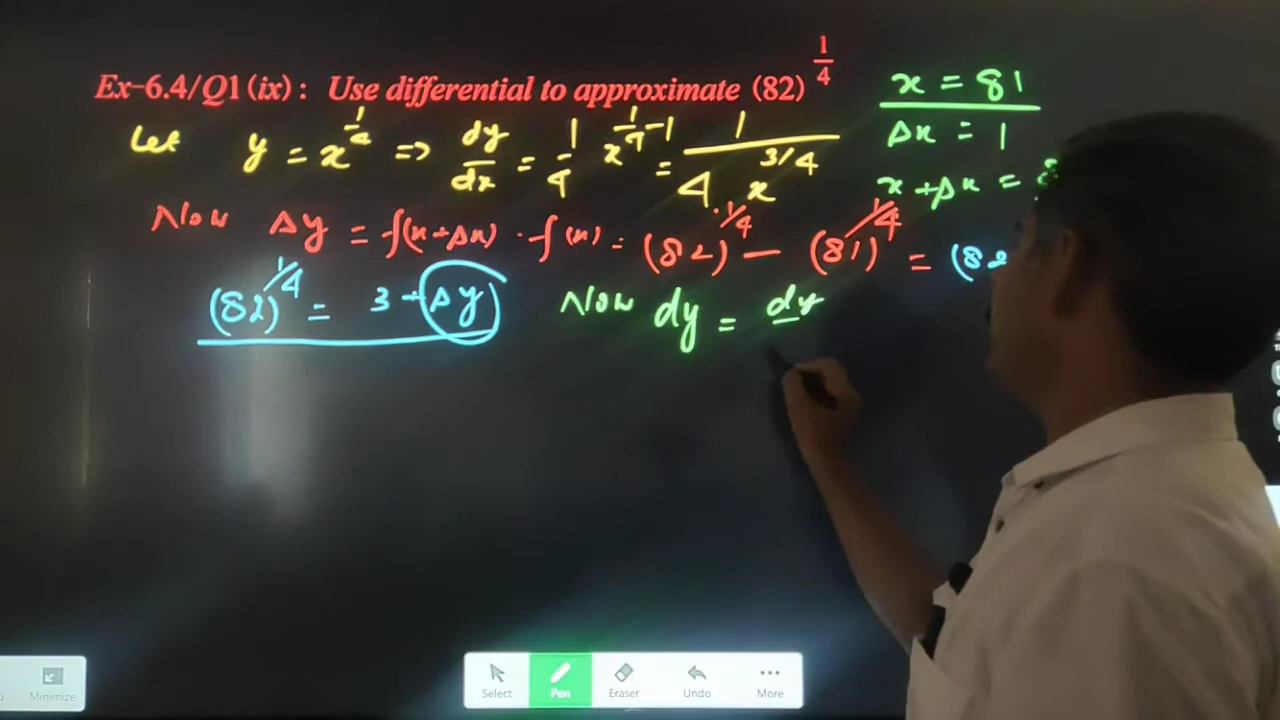 Ex-6.4/Q1(ix): Use differential to approximate (82)^{1/4}
x = 81
Δx = 1
x + Δx =
Let y = x^{1/4} => dy/dx = 1/4 x^{1/4 - 1} = 1/(4 x^{3/4})
Now Δy = f(x+Δx) - f(x) = (82)^{1/4} - (81)^{1/4} = (82
(82)^{1/4} = 3 + Δy
Now dy = dy
Minimize
Select Pen Eraser Undo More